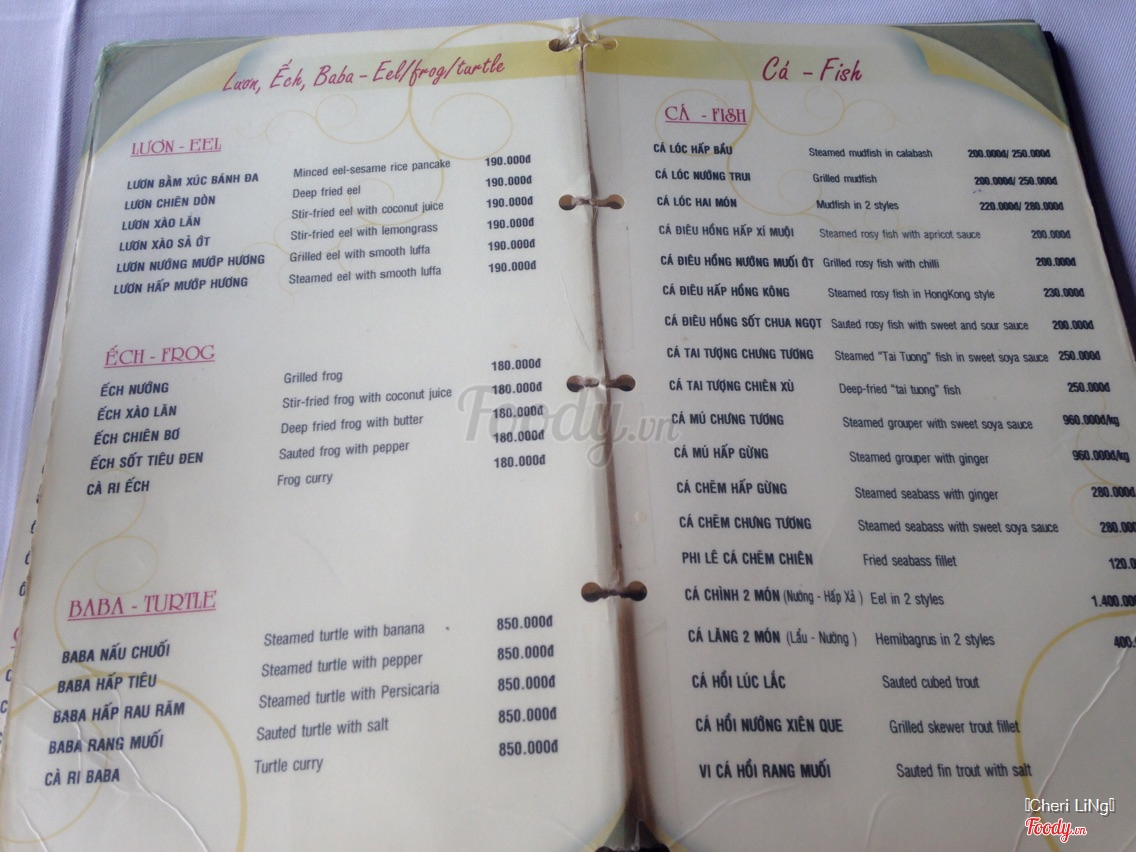 Lươn, Ếch, Baba - Eel/frog/turtle
LƯƠN - EEL
LƯƠN BẰM XÚC BÁNH ĐA Minced eel-sesame rice pancake 190.000đ
LƯƠN CHIÊN DÒN Deep fried eel 190.000đ
LƯƠN XÀO LĂN Stir-fried eel with coconut juice 190.000đ
LƯƠN XÀO SẢ ỚT Stir-fried eel with lemongrass 190.000đ
LƯƠN NƯỚNG MƯỚP HƯƠNG Grilled eel with smooth luffa 190.000đ
LƯƠN HẤP MƯỚP HƯƠNG Steamed eel with smooth luffa 190.000đ
ẾCH - FROG
ẾCH NƯỚNG Grilled frog 180.000đ
ẾCH XÀO LĂN Stir-fried frog with coconut juice 180.000đ
ẾCH CHIÊN BƠ Deep fried frog with butter 180.000đ
ẾCH SỐT TIÊU ĐEN Sauted frog with pepper 180.000đ
CÀ RI ẾCH Frog curry 180.000đ
BABA - TURTLE
BABA NẤU CHUỐI Steamed turtle with banana 850.000đ
BABA HẤP TIÊU Steamed turtle with pepper 850.000đ
BABA HẤP RAU RĂM Steamed turtle with Persicaria 850.000đ
BABA RANG MUỐI Sauted turtle with salt 850.000đ
CÀ RI BABA Turtle curry 850.000đ
Cá - Fish
CÁ - FISH
CÁ LÓC HẤP BẦU Steamed mudfish in calabash 200.000đ/ 250.000đ
CÁ LÓC NƯỚNG TRUI Grilled mudfish 200.000đ/ 250.000đ
CÁ LÓC HAI MÓN Mudfish in 2 styles 220.000đ/ 280.000đ
CÁ ĐIÊU HỒNG HẤP XÍ MUỘI Steamed rosy fish with apricot sauce 200.000đ
CÁ ĐIÊU HỒNG NƯỚNG MUỐI ỚT Grilled rosy fish with chilli 200.000đ
CÁ ĐIÊU HẤP HỒNG KÔNG Steamed rosy fish in HongKong style 230.000đ
CÁ ĐIÊU HỒNG SỐT CHUA NGỌT Sauted rosy fish with sweet and sour sauce 200.000đ
CÁ TAI TƯỢNG CHƯNG TƯƠNG Steamed "Tai Tuong" fish in sweet soya sauce 250.000đ
CÁ TAI TƯỢNG CHIÊN XÙ Deep-fried "tai tuong" fish 250.000đ
CÁ MÚ CHƯNG TƯƠNG Steamed grouper with sweet soya sauce 960.000đ/kg
CÁ MÚ HẤP GỪNG Steamed grouper with ginger 960.000đ/kg
CÁ CHẼM HẤP GỪNG Steamed seabass with ginger 280.000đ
CÁ CHẼM CHƯNG TƯƠNG Steamed seabass with sweet soya sauce 280.000
PHI LÊ CÁ CHẼM CHIÊN Fried seabass fillet 120.0
CÁ CHÌNH 2 MÓN (Nướng - Hấp Xả ) Eel in 2 styles 1.400.000
CÁ LĂNG 2 MÓN (Lẩu - Nướng ) Hemibagrus in 2 styles 400.
CÁ HỒI LÚC LẮC Sauted cubed trout
CÁ HỒI NƯỚNG XIÊN QUE Grilled skewer trout fillet
VI CÁ HỒI RANG MUỐI Sauted fin trout with salt
Foody.vn
Cheri LiNg
Foody.vn